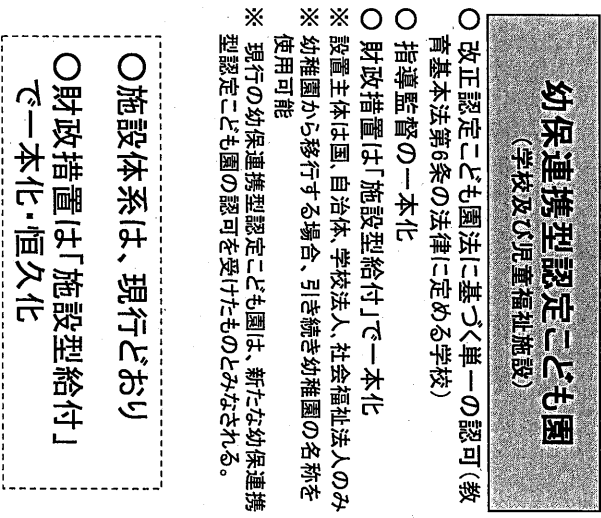 幼保連携型認定こども園
(学校及び児童福祉施設)
○ 改正認定こども園法に基づく単一の認可(教
育基本法第6条の法律に定める学校)
○ 指導監督の一本化
○ 財政措置は「施設型給付」で一本化
※ 設置主体は国、自治体、学校法人、社会福祉法人のみ
※ 幼稚園から移行する場合、引き続き幼稚園の名称を
使用可能
※ 現行の幼保連携型認定こども園は、新たな幼保連携
型認定こども園の認可を受けたものとみなされる。
○施設体系は、現行どおり
○財政措置は「施設型給付」
で一本化・恒久化